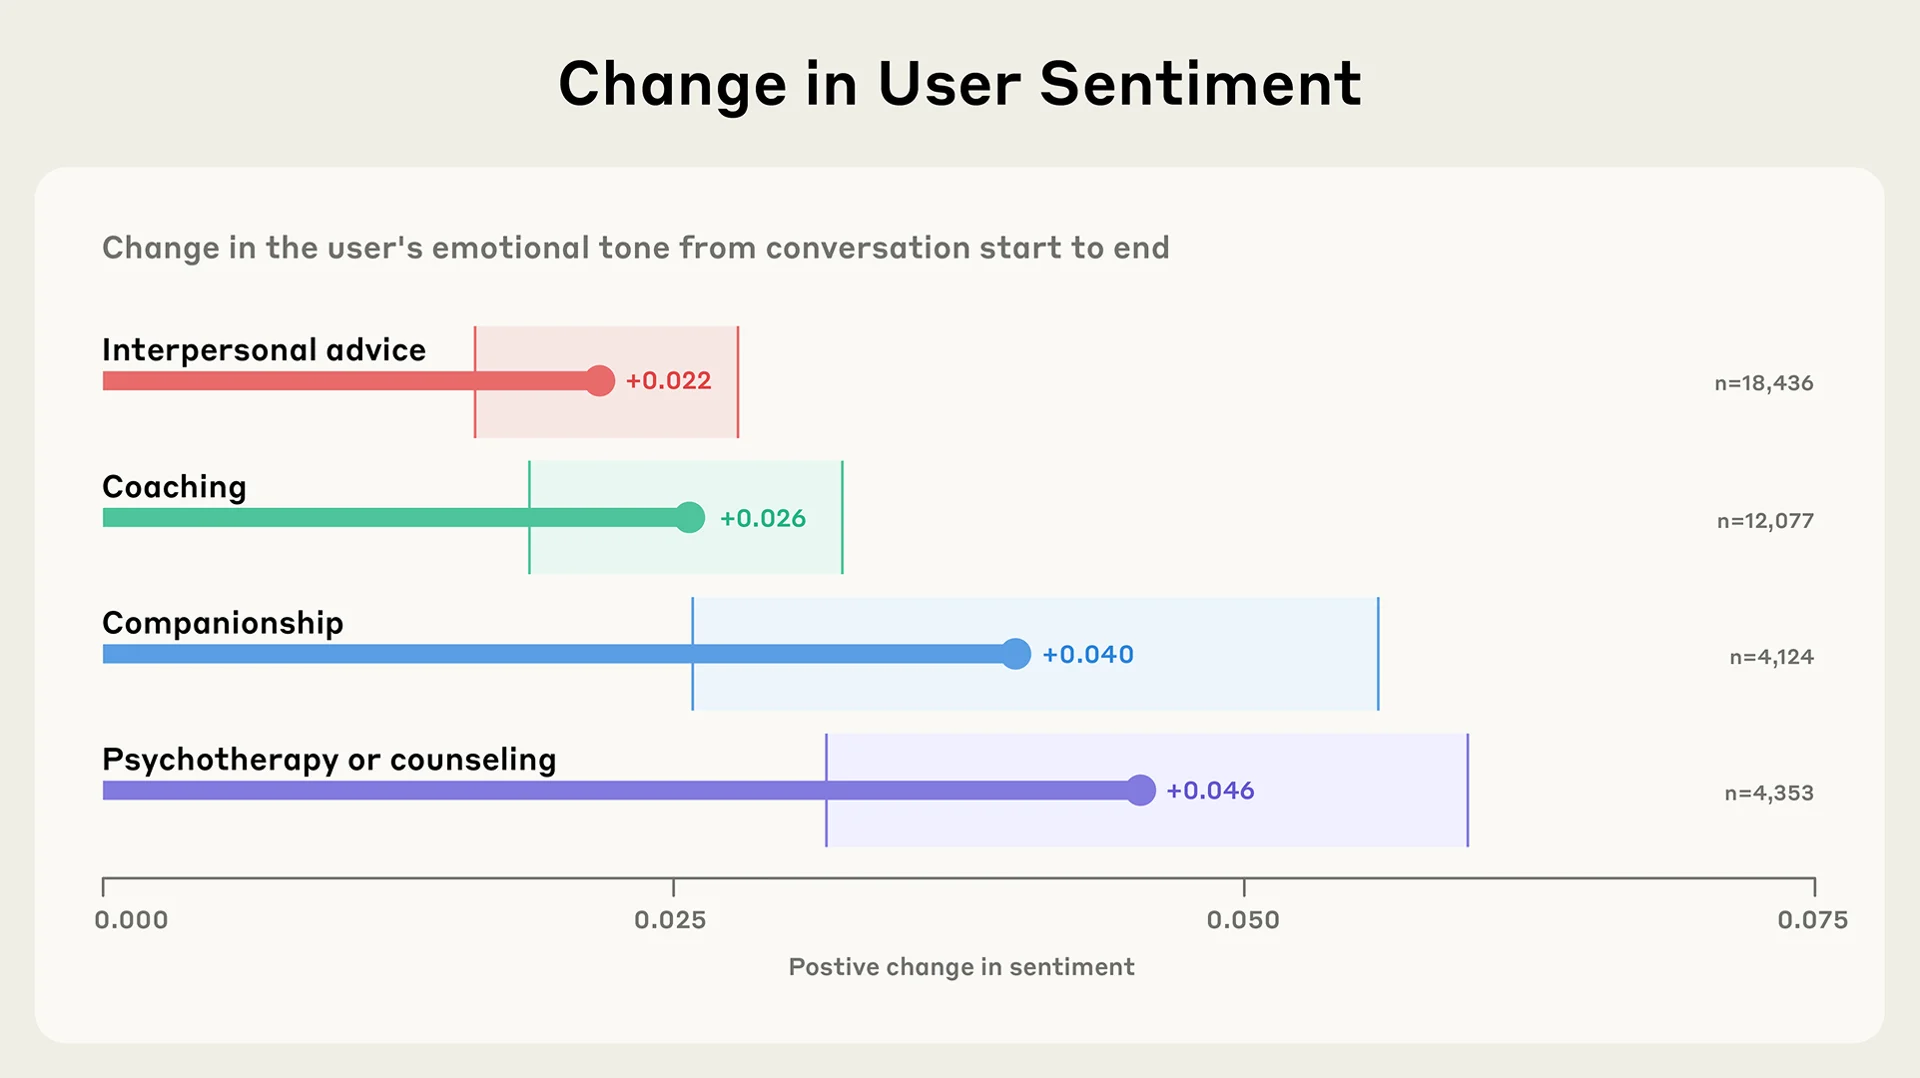 Change in User Sentiment
Change in the user's emotional tone from conversation start to end
Interpersonal advice
+0.022
n=18,436
Coaching
+0.026
n=12,077
Companionship
+0.040
n=4,124
Psychotherapy or counseling
+0.046
n=4,353
0.000 0.025 0.050 0.075
Postive change in sentiment